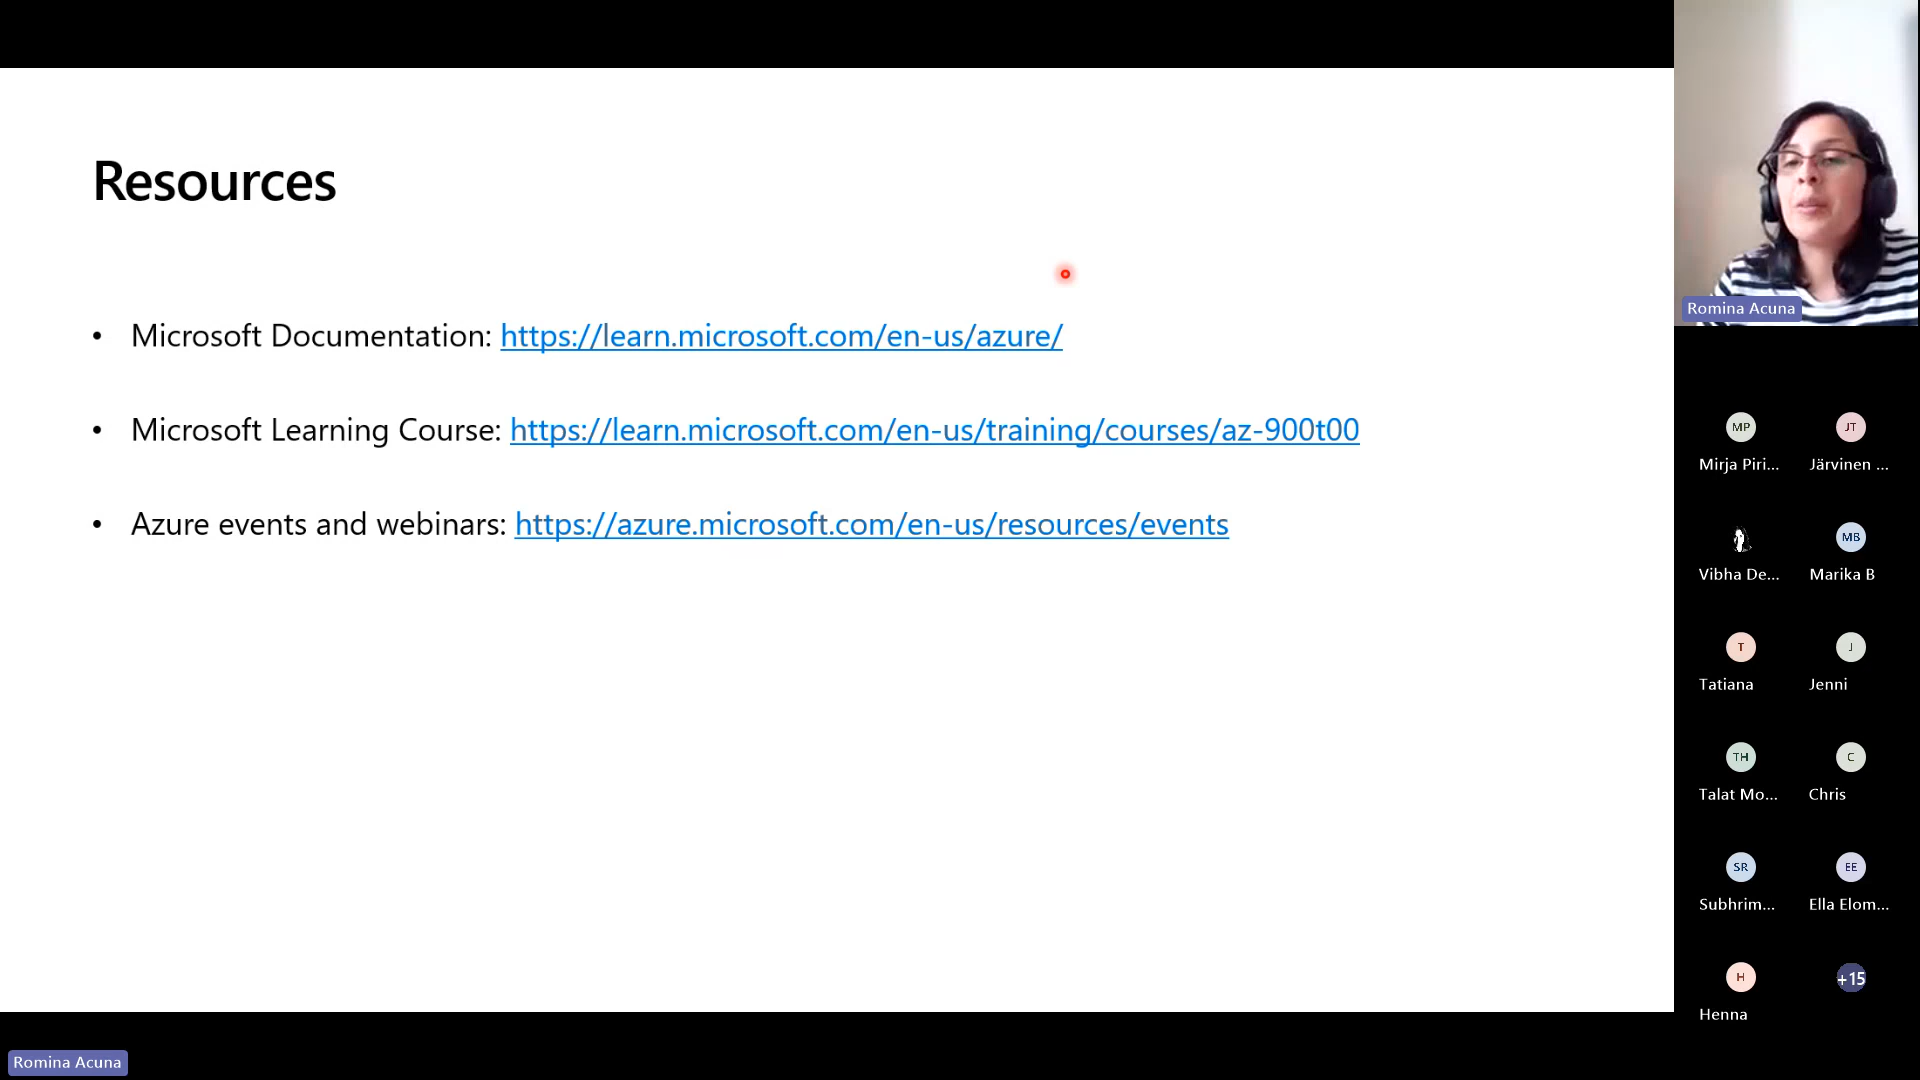 Resources
• Microsoft Documentation: https://learn.microsoft.com/en-us/azure/
• Microsoft Learning Course: https://learn.microsoft.com/en-us/training/courses/az-900t00
• Azure events and webinars: https://azure.microsoft.com/en-us/resources/events
Romina Acuna
MP
Mirja Piri...
JT
Järvinen ...
Vibha De...
MB
Marika B
T
Tatiana
J
Jenni
TH
Talat Mo...
C
Chris
SR
Subhrim...
EE
Ella Elom...
H
Henna
+15
Romina Acuna